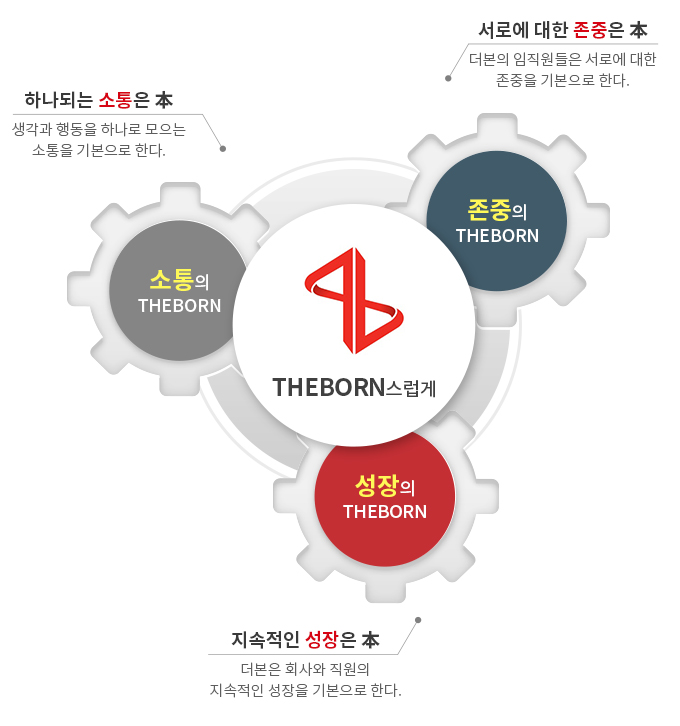 서로에 대한 존중은 本
더본의 임직원들은 서로에 대한
존중을 기본으로 한다.
하나되는 소통은 本
생각과 행동을 하나로 모으는
소통을 기본으로 한다.
존중의
THEBORN
소통의
THEBORN
THEBORN스럽게
성장의
THEBORN
지속적인 성장은 本
더본은 회사와 직원의
지속적인 성장을 기본으로 한다.